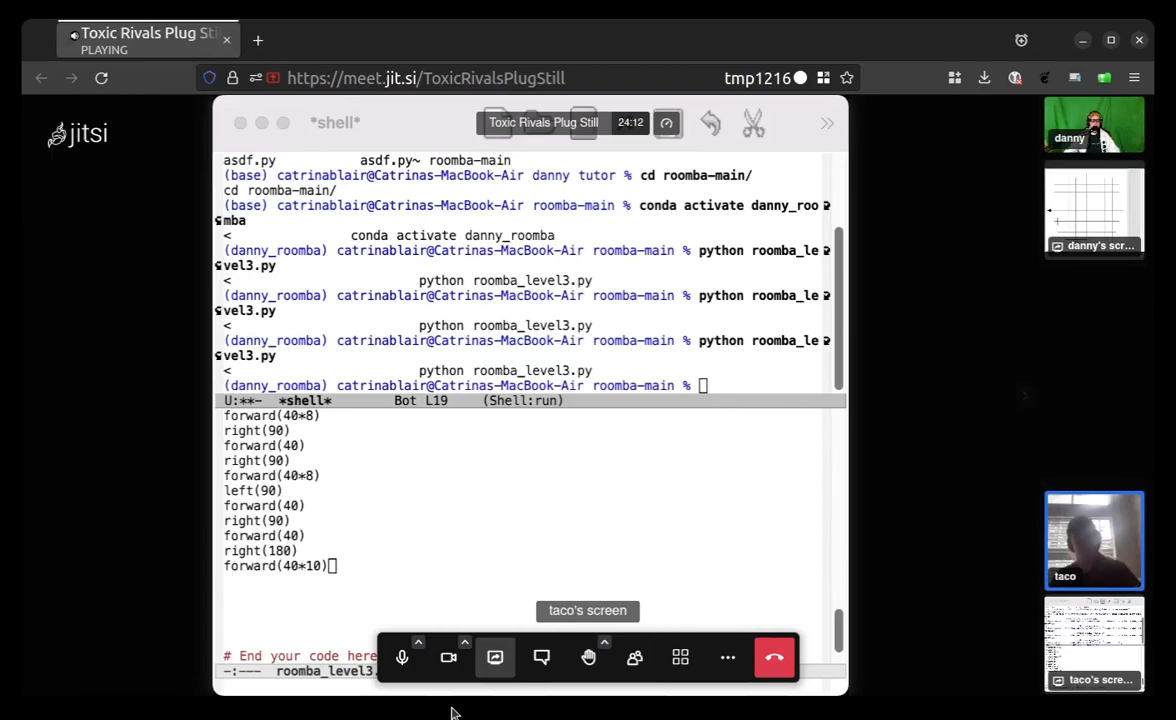 Toxic Rivals Plug Sti
PLAYING
https://meet.jit.si/ToxicRivalsPlugStill
tmp1216
jitsi
*shell*
Toxic Rivals Plug Still 24:12
asdf.py asdf.py~ roomba-main
(base) catrinablair@Catrinas-MacBook-Air danny tutor % cd roomba-main/
cd roomba-main/
(base) catrinablair@Catrinas-MacBook-Air roomba-main % conda activate danny_roo
mba
< conda activate danny_roomba
(danny_roomba) catrinablair@Catrinas-MacBook-Air roomba-main % python roomba_le
vel3.py
< python roomba_level3.py
(danny_roomba) catrinablair@Catrinas-MacBook-Air roomba-main % python roomba_le
vel3.py
< python roomba_level3.py
(danny_roomba) catrinablair@Catrinas-MacBook-Air roomba-main % python roomba_le
vel3.py
< python roomba_level3.py
(danny_roomba) catrinablair@Catrinas-MacBook-Air roomba-main %
U:**- *shell* Bot L19 (Shell:run)
forward(40*8)
right(90)
forward(40)
right(90)
forward(40*8)
left(90)
forward(40)
right(90)
forward(40)
right(180)
forward(40*10)
taco's screen
# End your code here
-:--- roomba_level3.
danny
danny's scr...
taco
taco's scre...